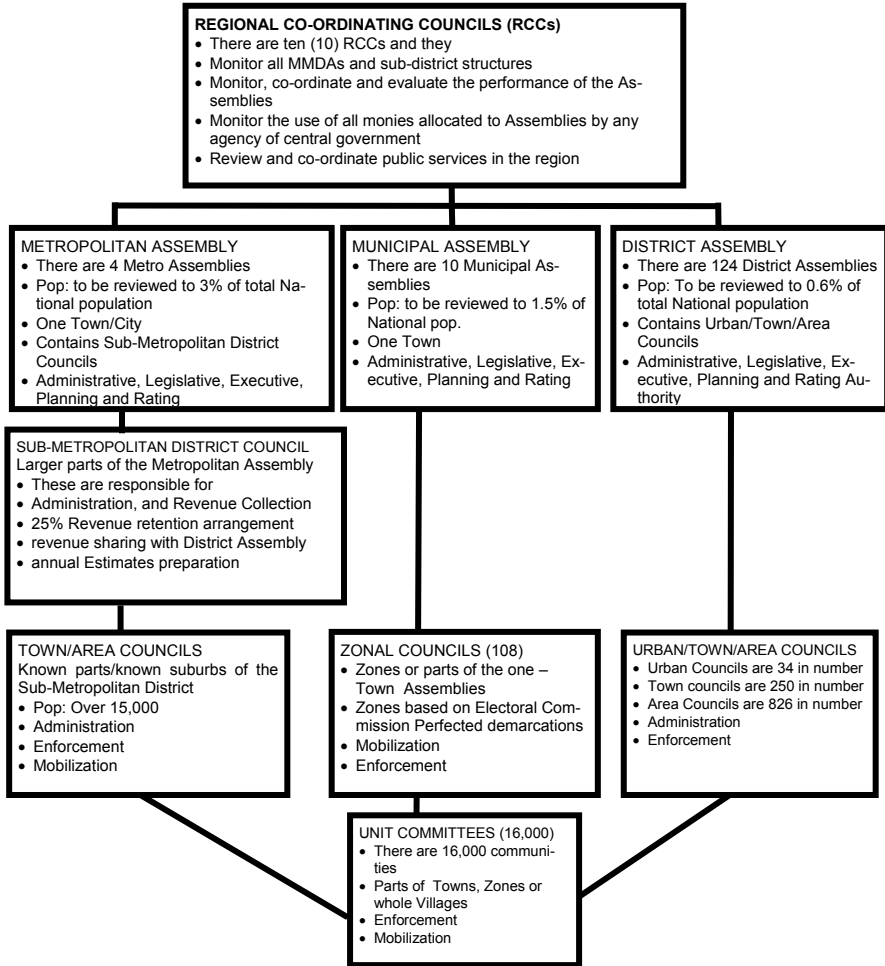 REGIONAL CO-ORDINATING COUNCILS (RCCs)
• There are ten (10) RCCs and they
• Monitor all MMDAs and sub-district structures
• Monitor, co-ordinate and evaluate the performance of the As-
semblies
• Monitor the use of all monies allocated to Assemblies by any
agency of central government
• Review and co-ordinate public services in the region
METROPOLITAN ASSEMBLY
• There are 4 Metro Assemblies
• Pop: to be reviewed to 3% of total Na-
tional population
• One Town/City
• Contains Sub-Metropolitan District
Councils
• Administrative, Legislative, Executive,
Planning and Rating
MUNICIPAL ASSEMBLY
• There are 10 Municipal As-
semblies
• Pop: to be reviewed to 1.5% of
National pop.
• One Town
• Administrative, Legislative, Ex-
ecutive, Planning and Rating
DISTRICT ASSEMBLY
• There are 124 District Assemblies
• Pop: To be reviewed to 0.6% of
total National population
• Contains Urban/Town/Area
Councils
• Administrative, Legislative, Ex-
ecutive, Planning and Rating Au-
thority
SUB-METROPOLITAN DISTRICT COUNCIL
Larger parts of the Metropolitan Assembly
• These are responsible for
• Administration, and Revenue Collection
• 25% Revenue retention arrangement
• revenue sharing with District Assembly
• annual Estimates preparation
TOWN/AREA COUNCILS
Known parts/known suburbs of the
Sub-Metropolitan District
• Pop: Over 15,000
• Administration
• Enforcement
• Mobilization
ZONAL COUNCILS (108)
• Zones or parts of the one –
Town Assemblies
• Zones based on Electoral Com-
mission Perfected demarcations
• Mobilization
• Enforcement
URBAN/TOWN/AREA COUNCILS
• Urban Councils are 34 in number
• Town councils are 250 in number
• Area Councils are 826 in number
• Administration
• Enforcement
UNIT COMMITTEES (16,000)
• There are 16,000 communi-
ties
• Parts of Towns, Zones or
whole Villages
• Enforcement
• Mobilization